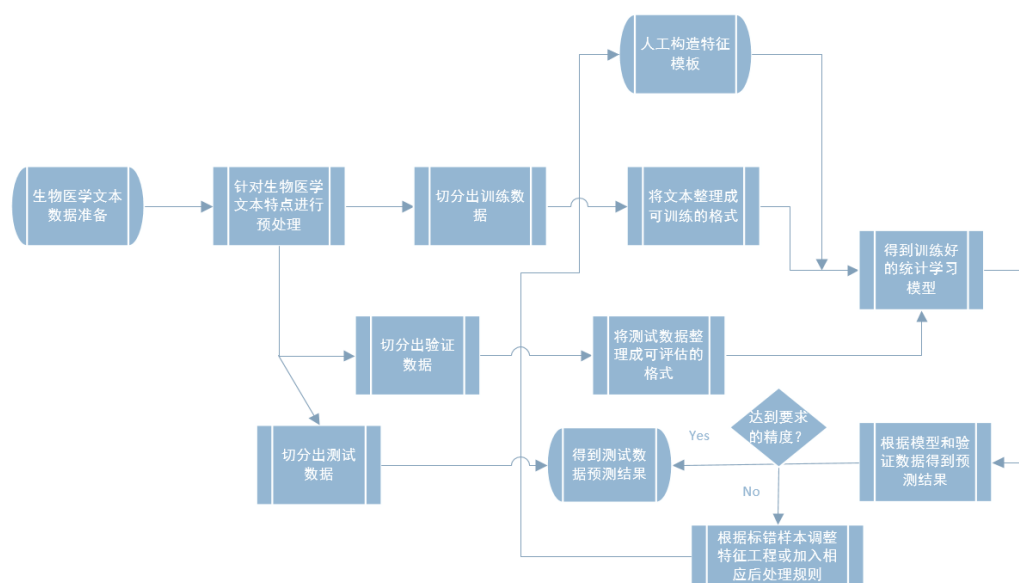 人工构造特征
模板
生物医学文本
数据准备
针对生物医学
文本特点进行
预处理
切分出训练数
据
将文本整理成
可训练的格式
得到训练好
的统计学习
模型
切分出验证
数据
将测试数据整
理成可评估的
格式
达到要求
的精度?
Yes
切分出测试
数据
得到测试数
据预测结果
根据模型和验
证数据得到预
测结果
No
根据标错样本调整
特征工程或加入相
应后处理规则